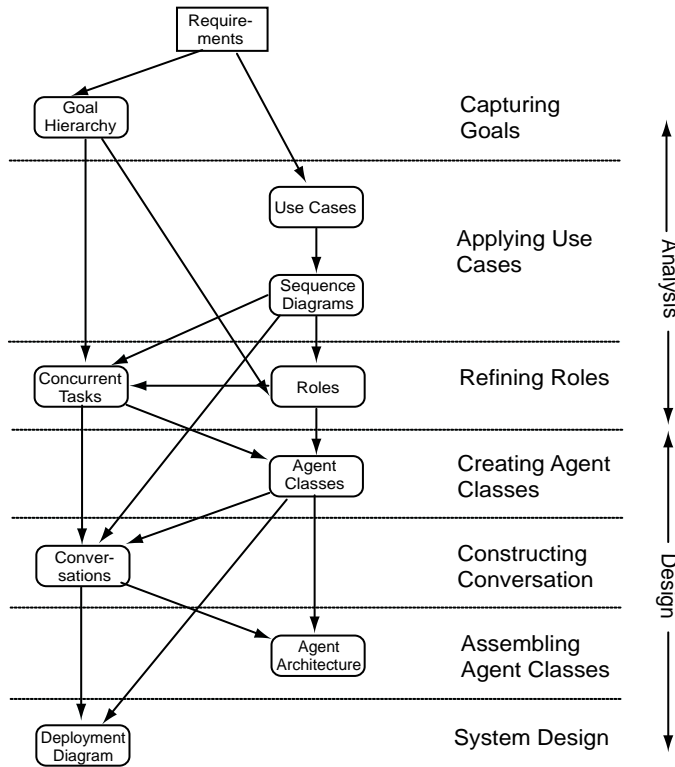 Require-
ments
Goal
Hierarchy
Capturing
Goals
Use Cases
Applying Use
Cases
Sequence
Diagrams
Analysis
Concurrent
Tasks
Roles
Refining Roles
Agent
Classes
Creating Agent
Classes
Conver-
sations
Constructing
Conversation
Design
Agent
Architecture
Assembling
Agent Classes
Deployment
Diagram
System Design